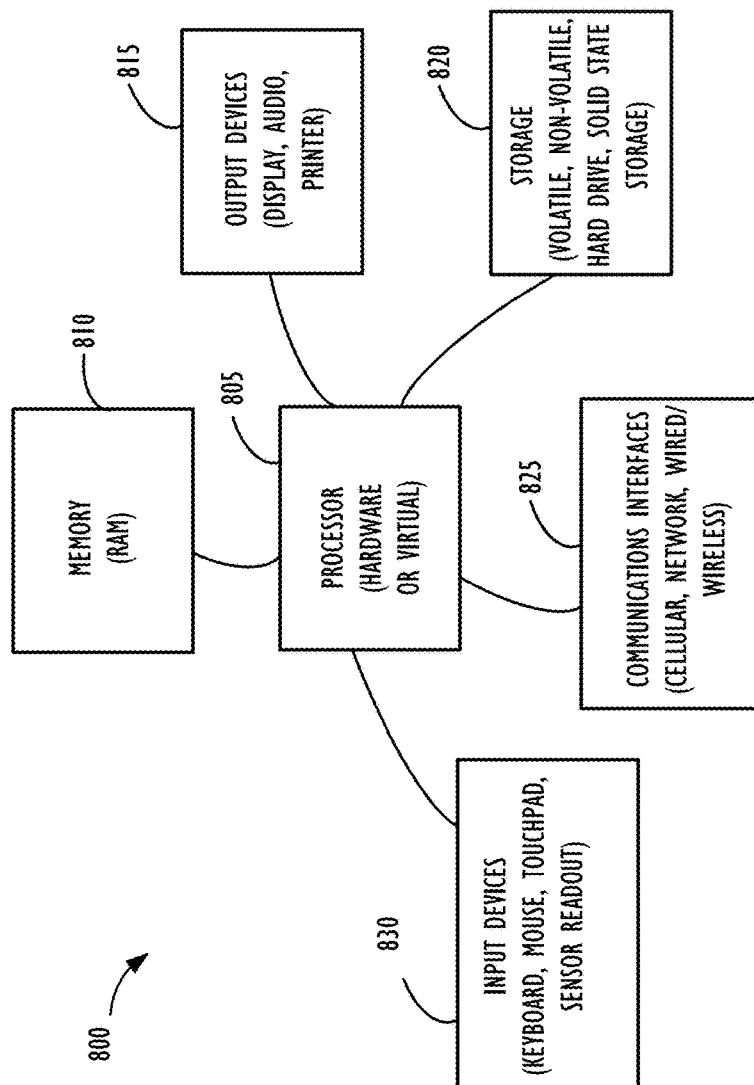 800
MEMORY
(RAM)
810
OUTPUT DEVICES
(DISPLAY, AUDIO,
PRINTER)
815
PROCESSOR
(HARDWARE
OR VIRTUAL)
805
INPUT DEVICES
(KEYBOARD, MOUSE, TOUCHPAD,
SENSOR READOUT)
830
COMMUNICATIONS INTERFACES
(CELLULAR, NETWORK, WIRED/
WIRELESS)
825
STORAGE
(VOLATILE, NON-VOLATILE,
HARD DRIVE, SOLID STATE
STORAGE)
820